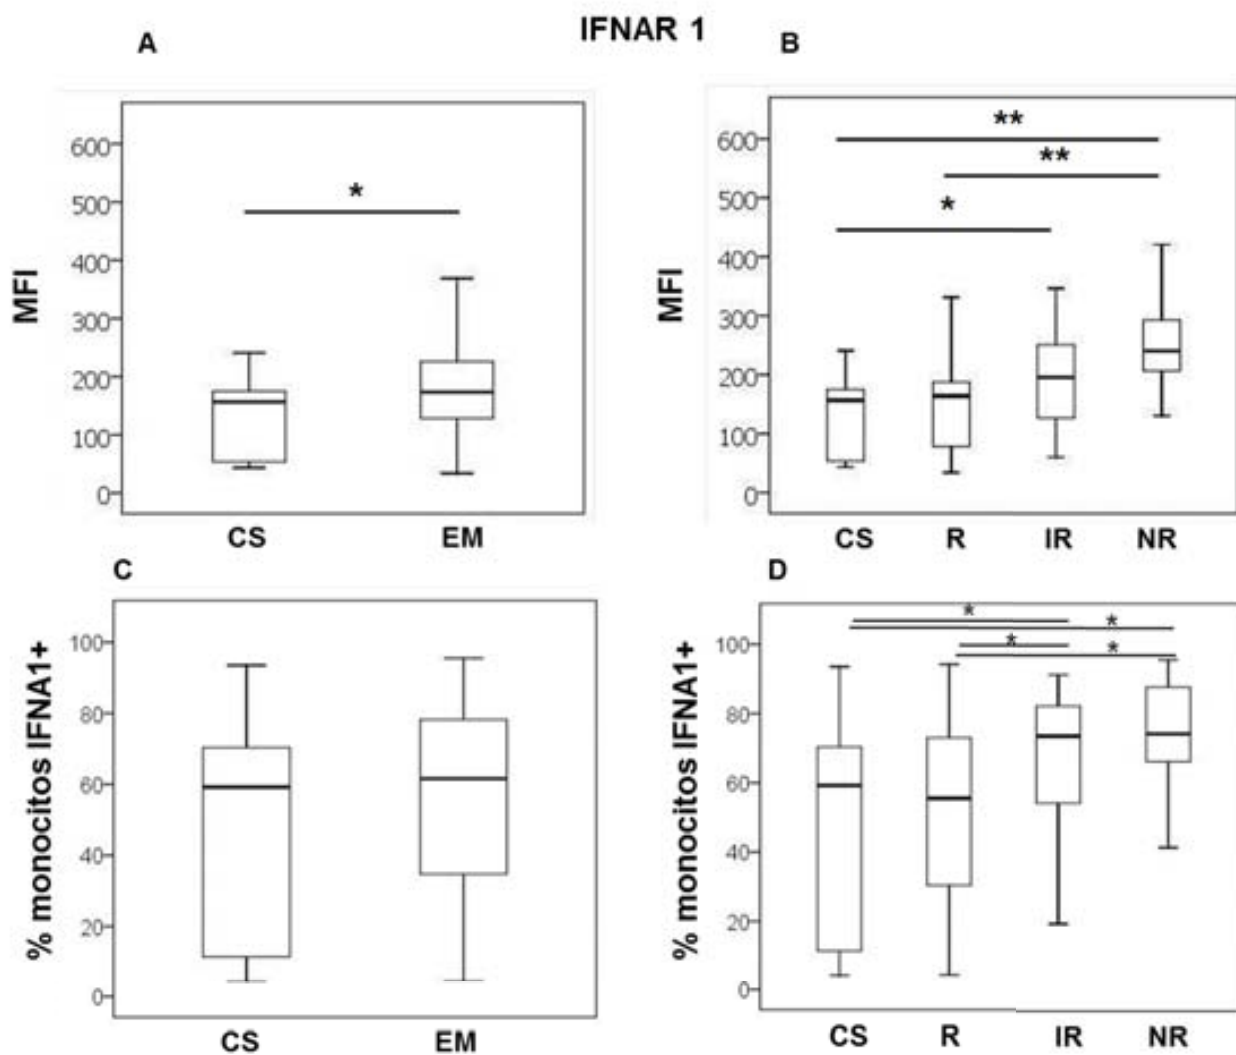 IFNAR 1
A
600
500
400
300
200
100
0
MFI
*
CS
EM
B
600
500
400
300
200
100
0
MFI
**
**
*
CS
R
IR
NR
C
100
80
60
40
20
0
% monocitos IFNA1+
CS
EM
D
100
80
60
40
20
0
% monocitos IFNA1+
*
*
*
*
CS
R
IR
NR